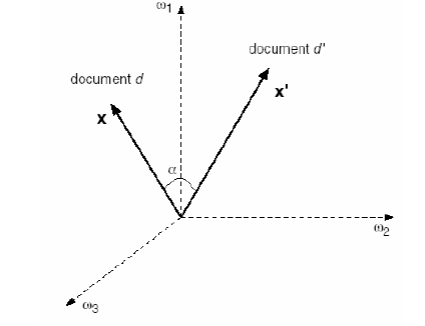 ω1
document d'
document d
x'
x
α
ω2
ω3